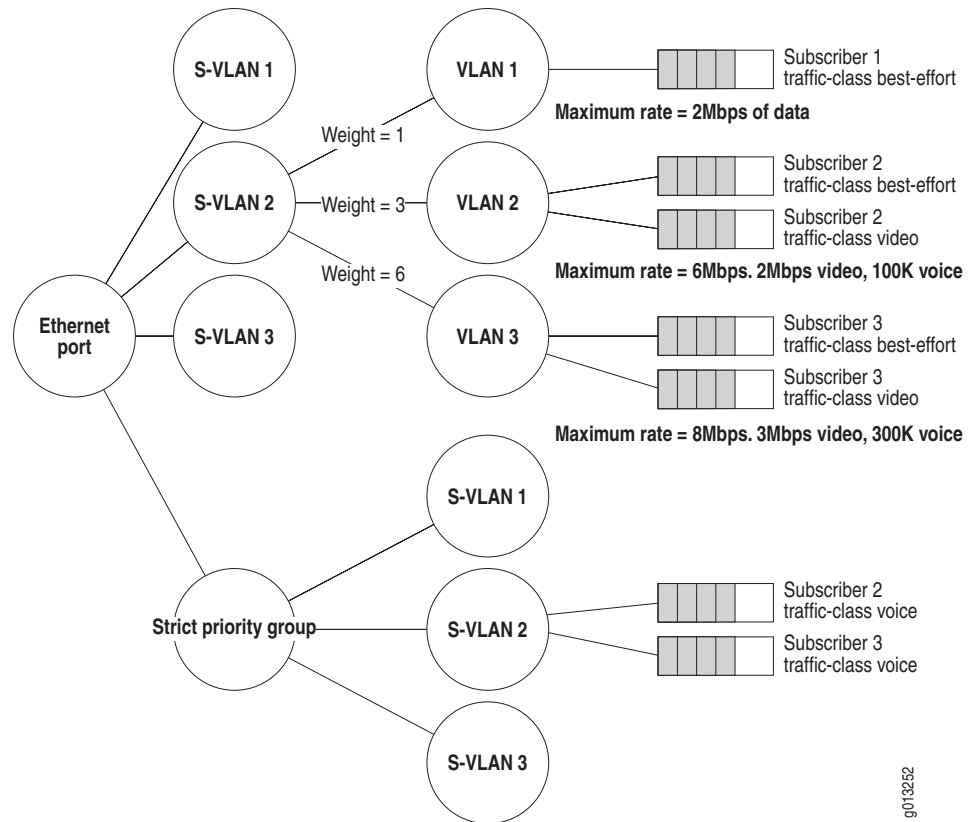 S-VLAN 1
VLAN 1
Subscriber 1
traffic-class best-effort
Maximum rate = 2Mbps of data
Weight = 1
S-VLAN 2
Weight = 3
VLAN 2
Subscriber 2
traffic-class best-effort
Subscriber 2
traffic-class video
Maximum rate = 6Mbps. 2Mbps video, 100K voice
Weight = 6
Ethernet
port
S-VLAN 3
VLAN 3
Subscriber 3
traffic-class best-effort
Subscriber 3
traffic-class video
Maximum rate = 8Mbps. 3Mbps video, 300K voice
S-VLAN 1
Strict priority group
S-VLAN 2
Subscriber 2
traffic-class voice
Subscriber 3
traffic-class voice
S-VLAN 3
g013252